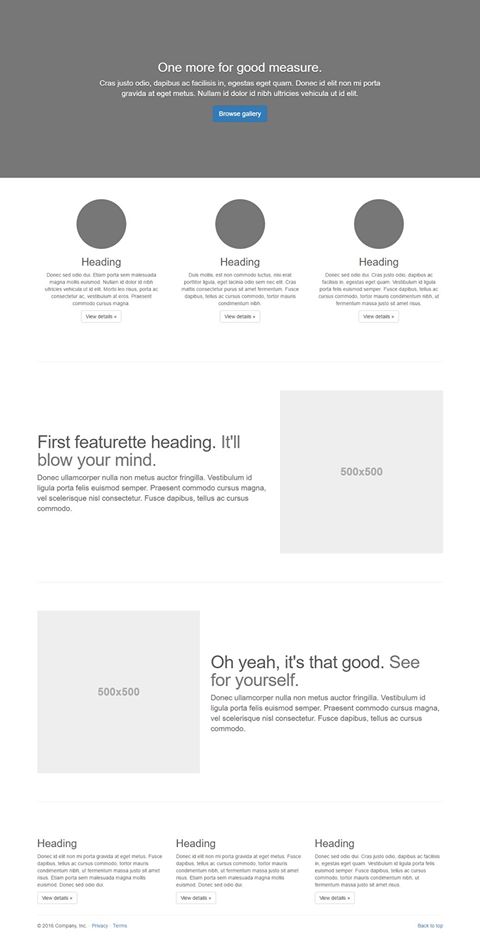 One more for good measure.
Cras justo odio, dapibus ac facilisis in, egestas eget quam. Donec id elit non mi porta
gravida at eget metus. Nullam id dolor id nibh ultricies vehicula ut id elit.
Browse gallery
Heading
Donec sed odio dui. Etiam porta sem malesuada
magna mollis euismod. Nullam id dolor id nibh
ultricies vehicula ut id elit. Morbi leo risus, porta ac
consectetur ac, vestibulum at eros. Praesent
commodo cursus magna.
View details »
Heading
Duis mollis, est non commodo luctus, nisi erat
porttitor ligula, eget lacinia odio sem nec elit. Cras
mattis consectetur purus sit amet fermentum. Fusce
dapibus, tellus ac cursus commodo, tortor mauris
condimentum nibh.
View details »
Heading
Donec sed odio dui. Cras justo odio, dapibus ac
facilisis in, egestas eget quam. Vestibulum id ligula
porta felis euismod semper. Fusce dapibus, tellus ac
cursus commodo, tortor mauris condimentum nibh, ut
fermentum massa justo sit amet risus.
View details »
First featurette heading. It'll
blow your mind.
Donec ullamcorper nulla non metus auctor fringilla. Vestibulum id
ligula porta felis euismod semper. Praesent commodo cursus magna,
vel scelerisque nisl consectetur. Fusce dapibus, tellus ac cursus
commodo.
500x500
500x500
Oh yeah, it's that good. See
for yourself.
Donec ullamcorper nulla non metus auctor fringilla. Vestibulum id
ligula porta felis euismod semper. Praesent commodo cursus magna,
vel scelerisque nisl consectetur. Fusce dapibus, tellus ac cursus
commodo.
Heading
Donec id elit non mi porta gravida at eget metus. Fusce
dapibus, tellus ac cursus commodo, tortor mauris
condimentum nibh, ut fermentum massa justo sit amet
risus. Etiam porta sem malesuada magna mollis
euismod. Donec sed odio dui.
View details »
Heading
Donec id elit non mi porta gravida at eget metus. Fusce
dapibus, tellus ac cursus commodo, tortor mauris
condimentum nibh, ut fermentum massa justo sit amet
risus. Etiam porta sem malesuada magna mollis
euismod. Donec sed odio dui.
View details »
Heading
Donec sed odio dui. Cras justo odio, dapibus ac facilisis
in, egestas eget quam. Vestibulum id ligula porta felis
euismod semper. Fusce dapibus, tellus ac cursus
commodo, tortor mauris condimentum nibh, ut
fermentum massa justo sit amet risus.
View details »
© 2016 Company, Inc. Privacy Terms
Back to top